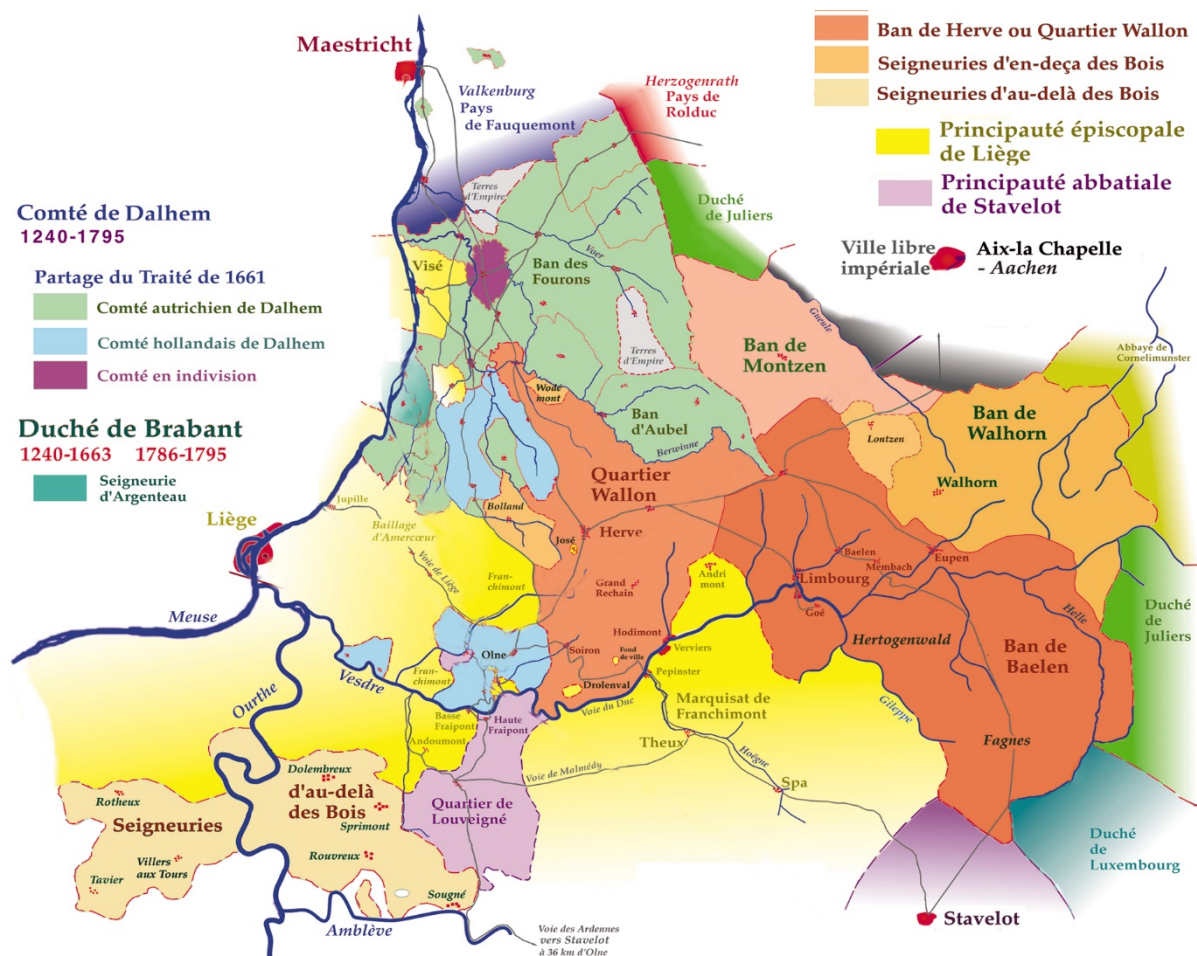 Maestricht
Valkenburg
Pays
de Fauquemont
Herzogenrath
Pays de
Rolduc
Ban de Herve ou Quartier Wallon
Seigneuries d'en-deça des Bois
Seigneuries d'au-delà des Bois
Principauté épiscopale
de Liège
Principauté abbatiale
de Stavelot
Ville libre
impériale
Aix-la Chapelle
- Aachen
Comté de Dalhem
1240-1795
Partage du Traité de 1661
Comté autrichien de Dalhem
Comté hollandais de Dalhem
Comté en indivision
Duché de Brabant
1240-1663 1786-1795
Seigneurie
d'Argenteau
Terres
d'Empire
Duché
de Juliers
Visé
Ban des
Fourons
Voer
Terres
d'Empire
Gueule
Ban de
Montzen
Abbaye de
Cornelimunster
Wodé
mont
Ban
d'Aubel
Berwinne
Lontzen
Ban de
Walhorn
Walhorn
Quartier
Wallon
Liège
Jupille
Baillage
d'Amercœur
Voie de Liège
Bolland
José
Herve
Fran-
chimont
Grand
Rechain
Andri
mont
Baelen
Membach
Eupen
Limbourg
Goé
Meuse
Hodimont
Verviers
Hertogenwald
Helle
Duché
de
Juliers
Ban de
Baelen
Olne
Soiron
Fond
de ville
Pepinster
Fran-
chimont
Drolenval
Vesdre
Ourthe
Voie du Duc
Marquisat de
Franchimont
Gileppe
Basse
Fraipont
Haute
Fraipont
Andoumont
Theux
Hoëgne
Fagnes
Voie de Malmédy
Spa
Dolembreux
d'au-delà
des Bois
Rotheux
Seigneuries
Sprimont
Quartier de
Louveigné
Villers
aux Tours
Rouvreux
Tavier
Sougné
Amblève
Duché
de
Luxembourg
Stavelot
Voie des Ardennes
vers Stavelot
à 36 km d'Olne